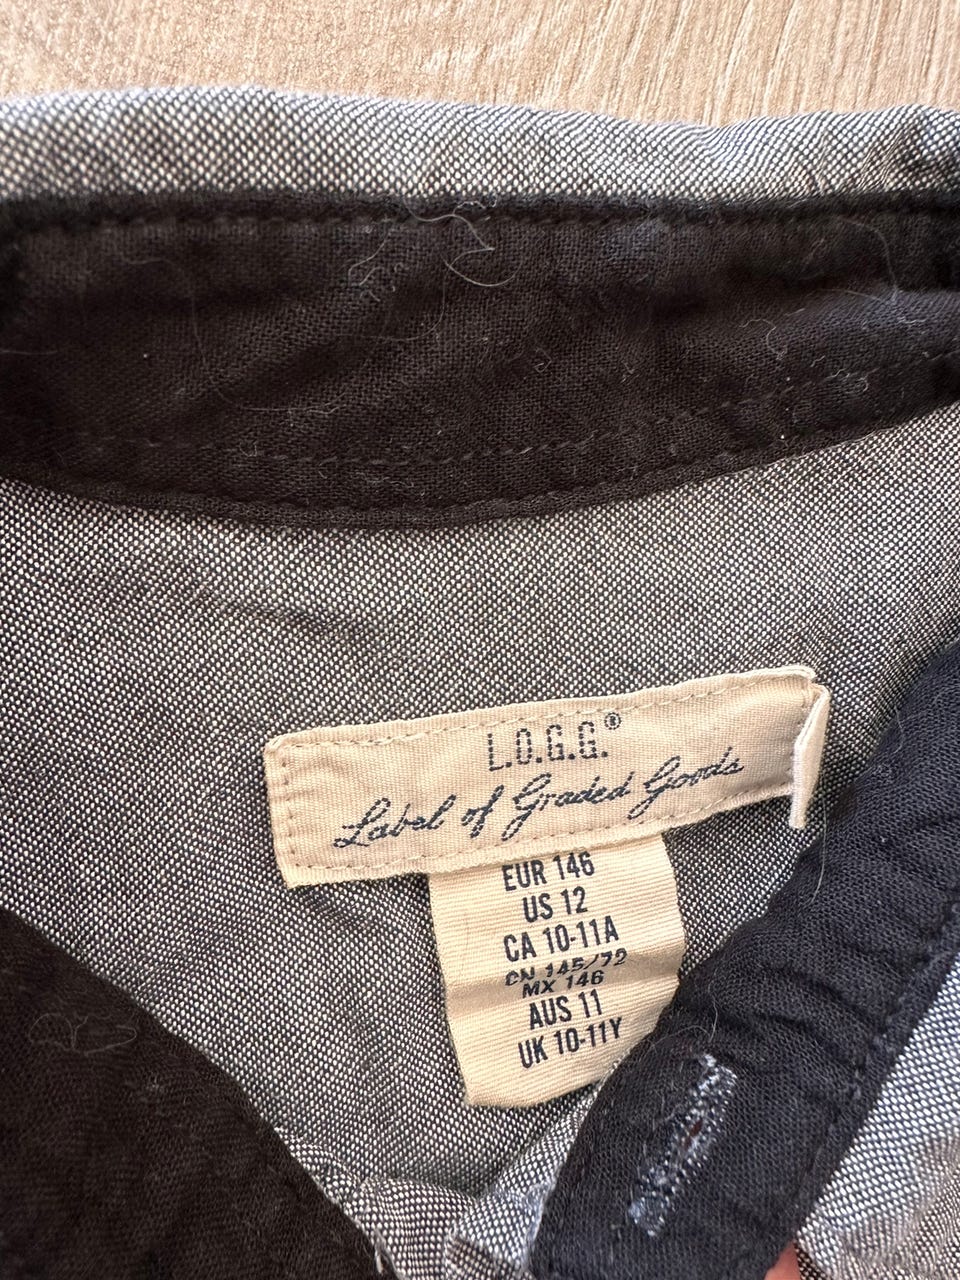 L.O.G.G.®
Label of Graded Goods
EUR 146
US 12
CA 10-11A
CN 145/72
MX 146
AUS 11
UK 10-11Y